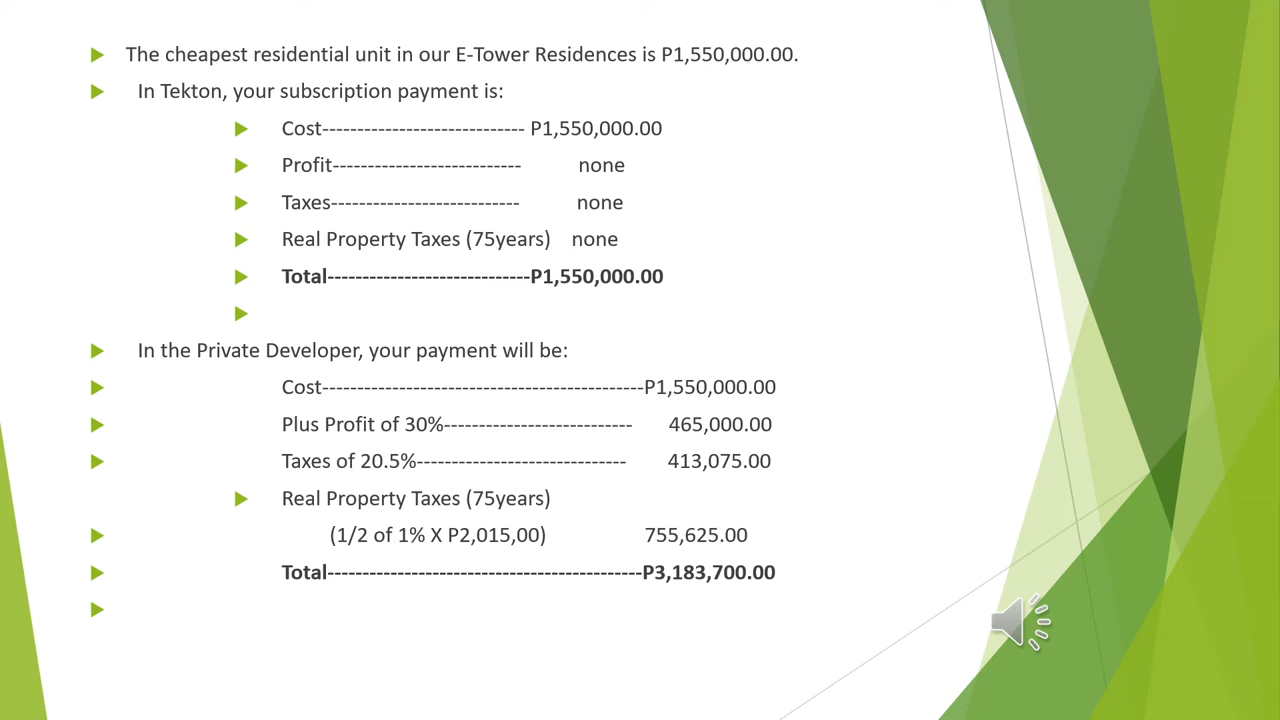 The cheapest residential unit in our E-Tower Residences is P1,550,000.00.
In Tekton, your subscription payment is:
Cost----------------------------- P1,550,000.00
Profit--------------------------- none
Taxes--------------------------- none
Real Property Taxes (75years) none
Total-----------------------------P1,550,000.00
In the Private Developer, your payment will be:
Cost----------------------------------------------P1,550,000.00
Plus Profit of 30%--------------------------- 465,000.00
Taxes of 20.5%------------------------------ 413,075.00
Real Property Taxes (75years)
(1/2 of 1% X P2,015,00) 755,625.00
Total---------------------------------------------P3,183,700.00